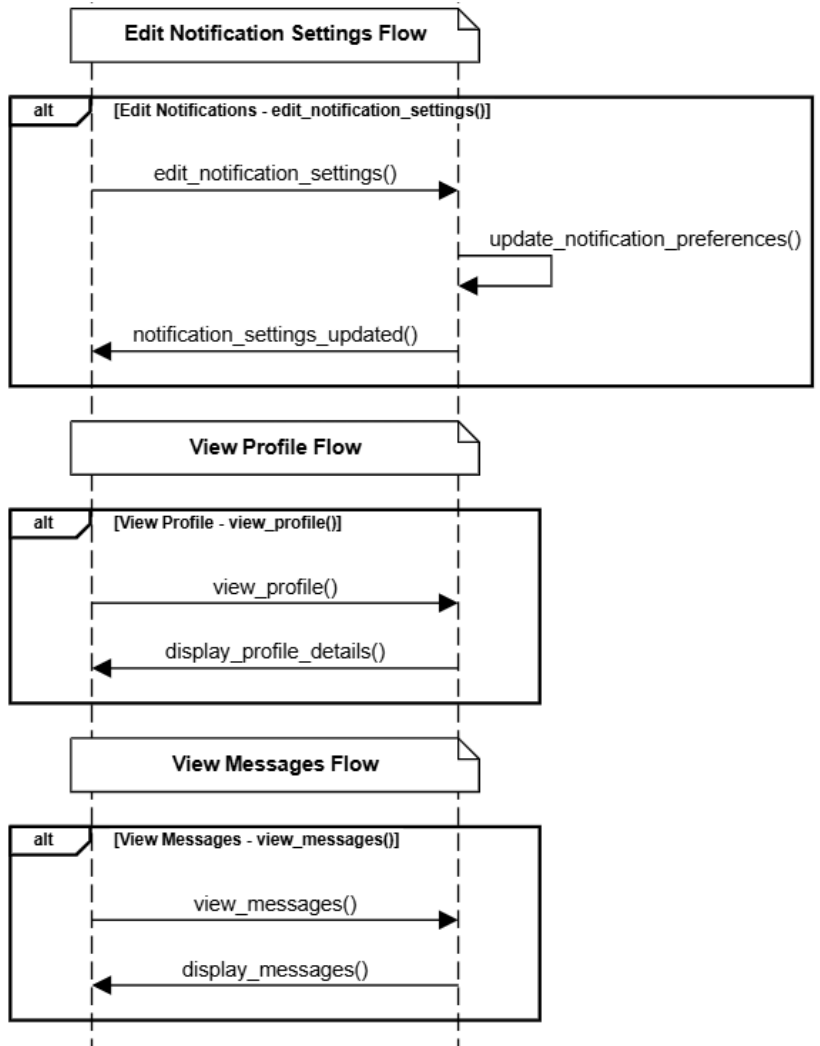 Edit Notification Settings Flow
alt [Edit Notifications - edit_notification_settings()]
edit_notification_settings()
update_notification_preferences()
notification_settings_updated()
View Profile Flow
alt [View Profile - view_profile()]
view_profile()
display_profile_details()
View Messages Flow
alt [View Messages - view_messages()]
view_messages()
display_messages()